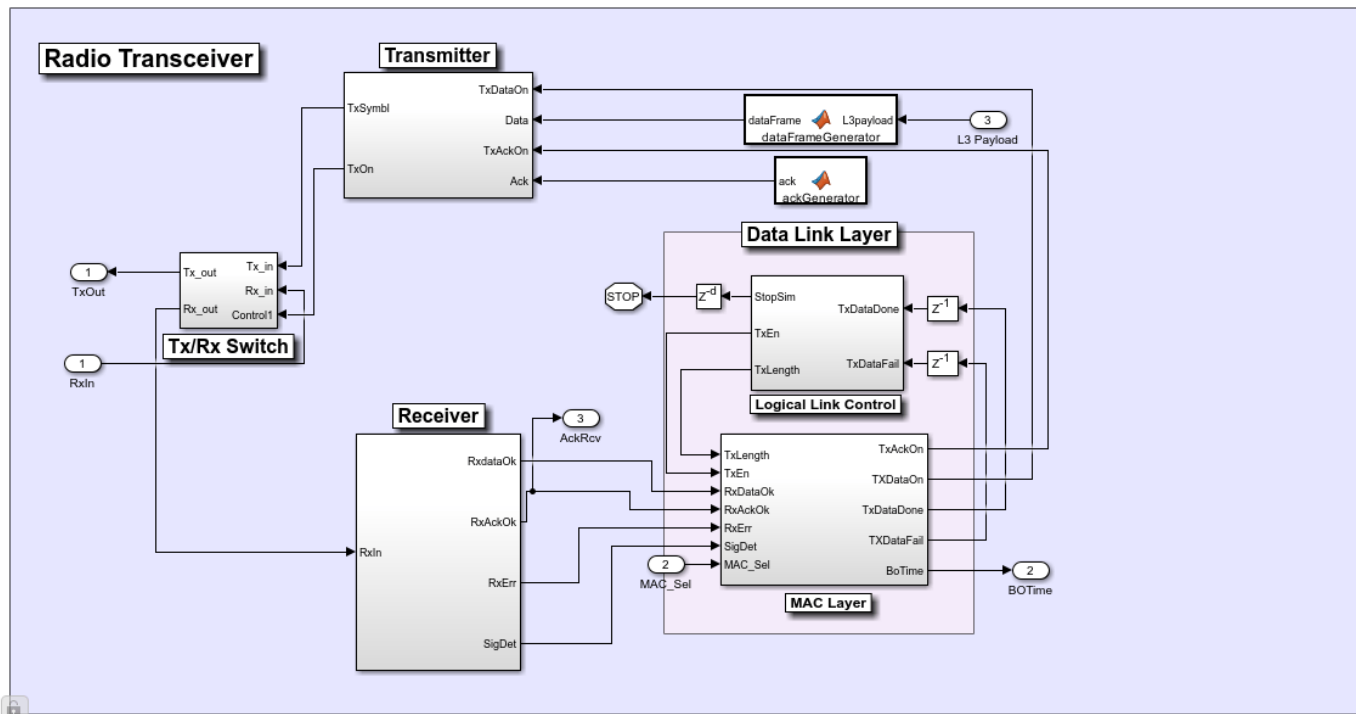 Radio Transceiver
Transmitter
TxSymbl
TxOn
TxDataOn
Data
TxAckOn
Ack
dataFrame
L3payload
dataFrameGenerator
3
L3 Payload
ack
ackGenerator
Data Link Layer
1
TxOut
Tx_out
Rx_out
Tx_in
Rx_in
Control1
Tx/Rx Switch
1
RxIn
STOP
Z-d
StopSim
TxEn
TxLength
TxDataDone
TxDataFail
Z-1
Z-1
Logical Link Control
Receiver
RxIn
RxdataOk
RxAckOk
RxErr
SigDet
3
AckRcv
TxLength
TxEn
RxDataOk
RxAckOk
RxErr
SigDet
MAC_Sel
2
MAC_Sel
TxAckOn
TXDataOn
TxDataDone
TXDataFail
BoTime
MAC Layer
2
BOTime